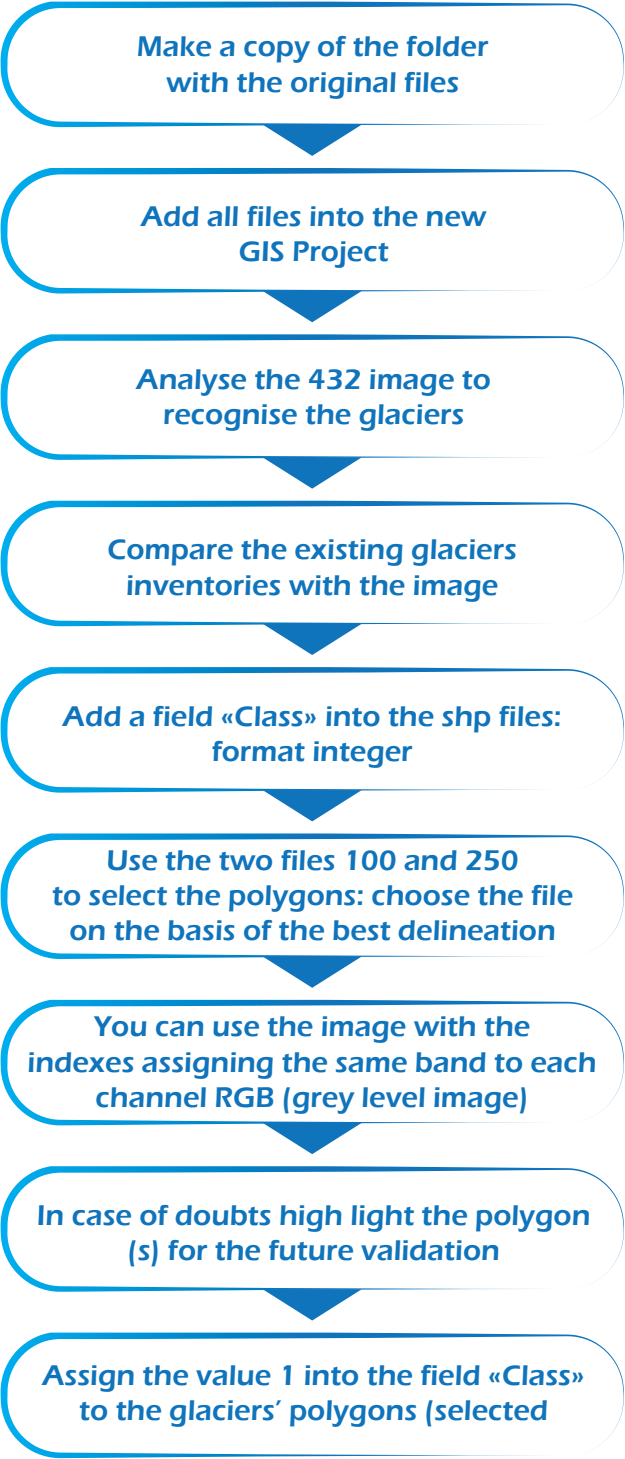 Make a copy of the folder
with the original files
Add all files into the new
GIS Project
Analyse the 432 image to
recognise the glaciers
Compare the existing glaciers
inventories with the image
Add a field «Class» into the shp files:
format integer
Use the two files 100 and 250
to select the polygons: choose the file
on the basis of the best delineation
You can use the image with the
indexes assigning the same band to each
channel RGB (grey level image)
In case of doubts high light the polygon
(s) for the future validation
Assign the value 1 into the field «Class»
to the glaciers’ polygons (selected